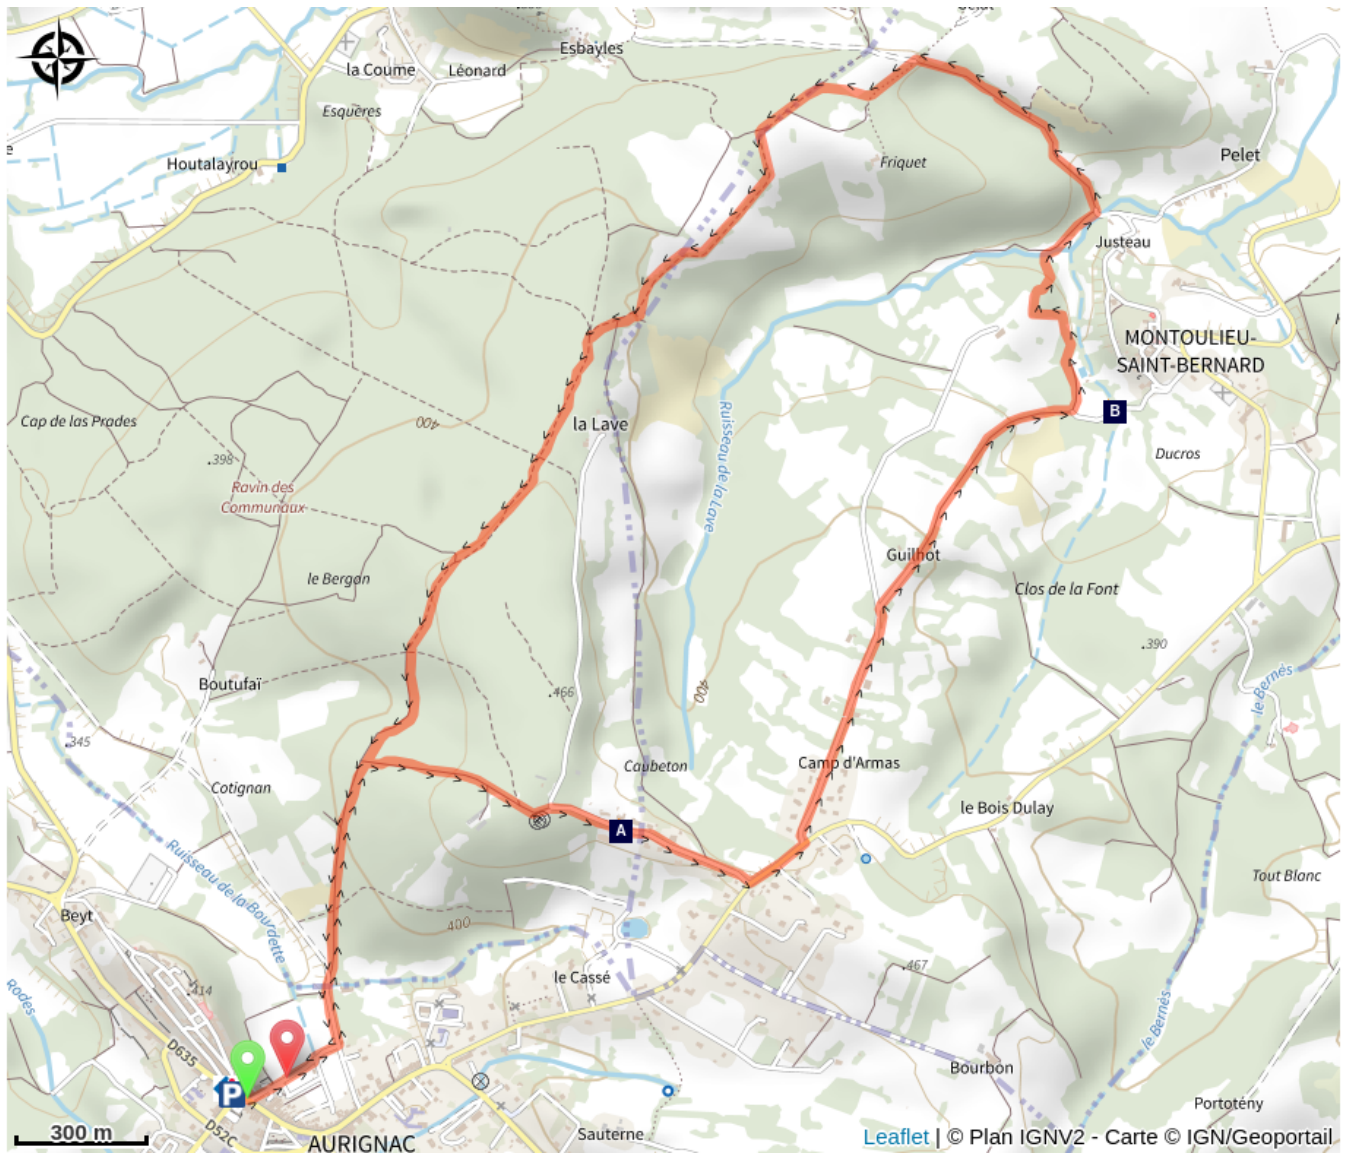 Esbayles
la Coume
Léonard
Esquères
Houtalayrou
Friquet
Pelet
Justeau
MONTOULIEU-
SAINT-BERNARD
Cap de las Prades
400
la Lave
B
.398
Ravin des
Communaux
Ruisseau de la Lave
Ducros
le Bergon
Guilhot
Clos de la Font
.390
Boutufaï
.466
400
le Bernès
.345
Cotignan
Caubeton
Camp d'Armas
le Bois Dulay
A
Ruisseau de la Bourdette
Tout Blanc
Beyt
400
.467
le Cassé
.414
Rodes
le Bernès
D635
Bourbon
P
Portotény
D52C
300 m
AURIGNAC
Sauterne
Leaflet | © Plan IGNV2 - Carte © IGN/Geoportail